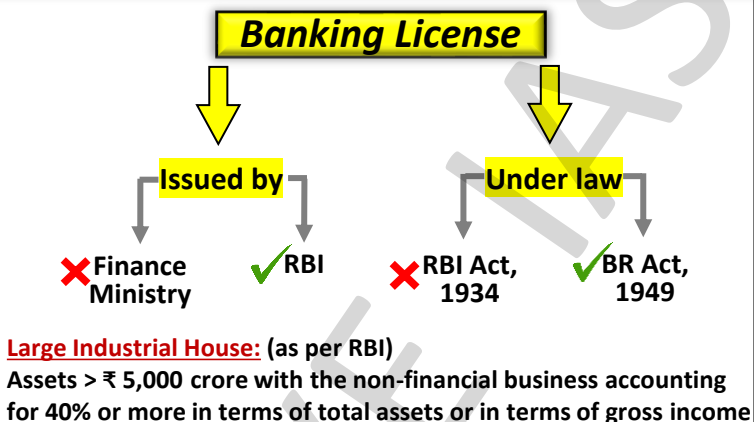 Banking License
Issued by
Under law
Finance
Ministry
RBI
RBI Act,
1934
BR Act,
1949
Large Industrial House: (as per RBI)
Assets > ₹ 5,000 crore with the non-financial business accounting
for 40% or more in terms of total assets or in terms of gross income